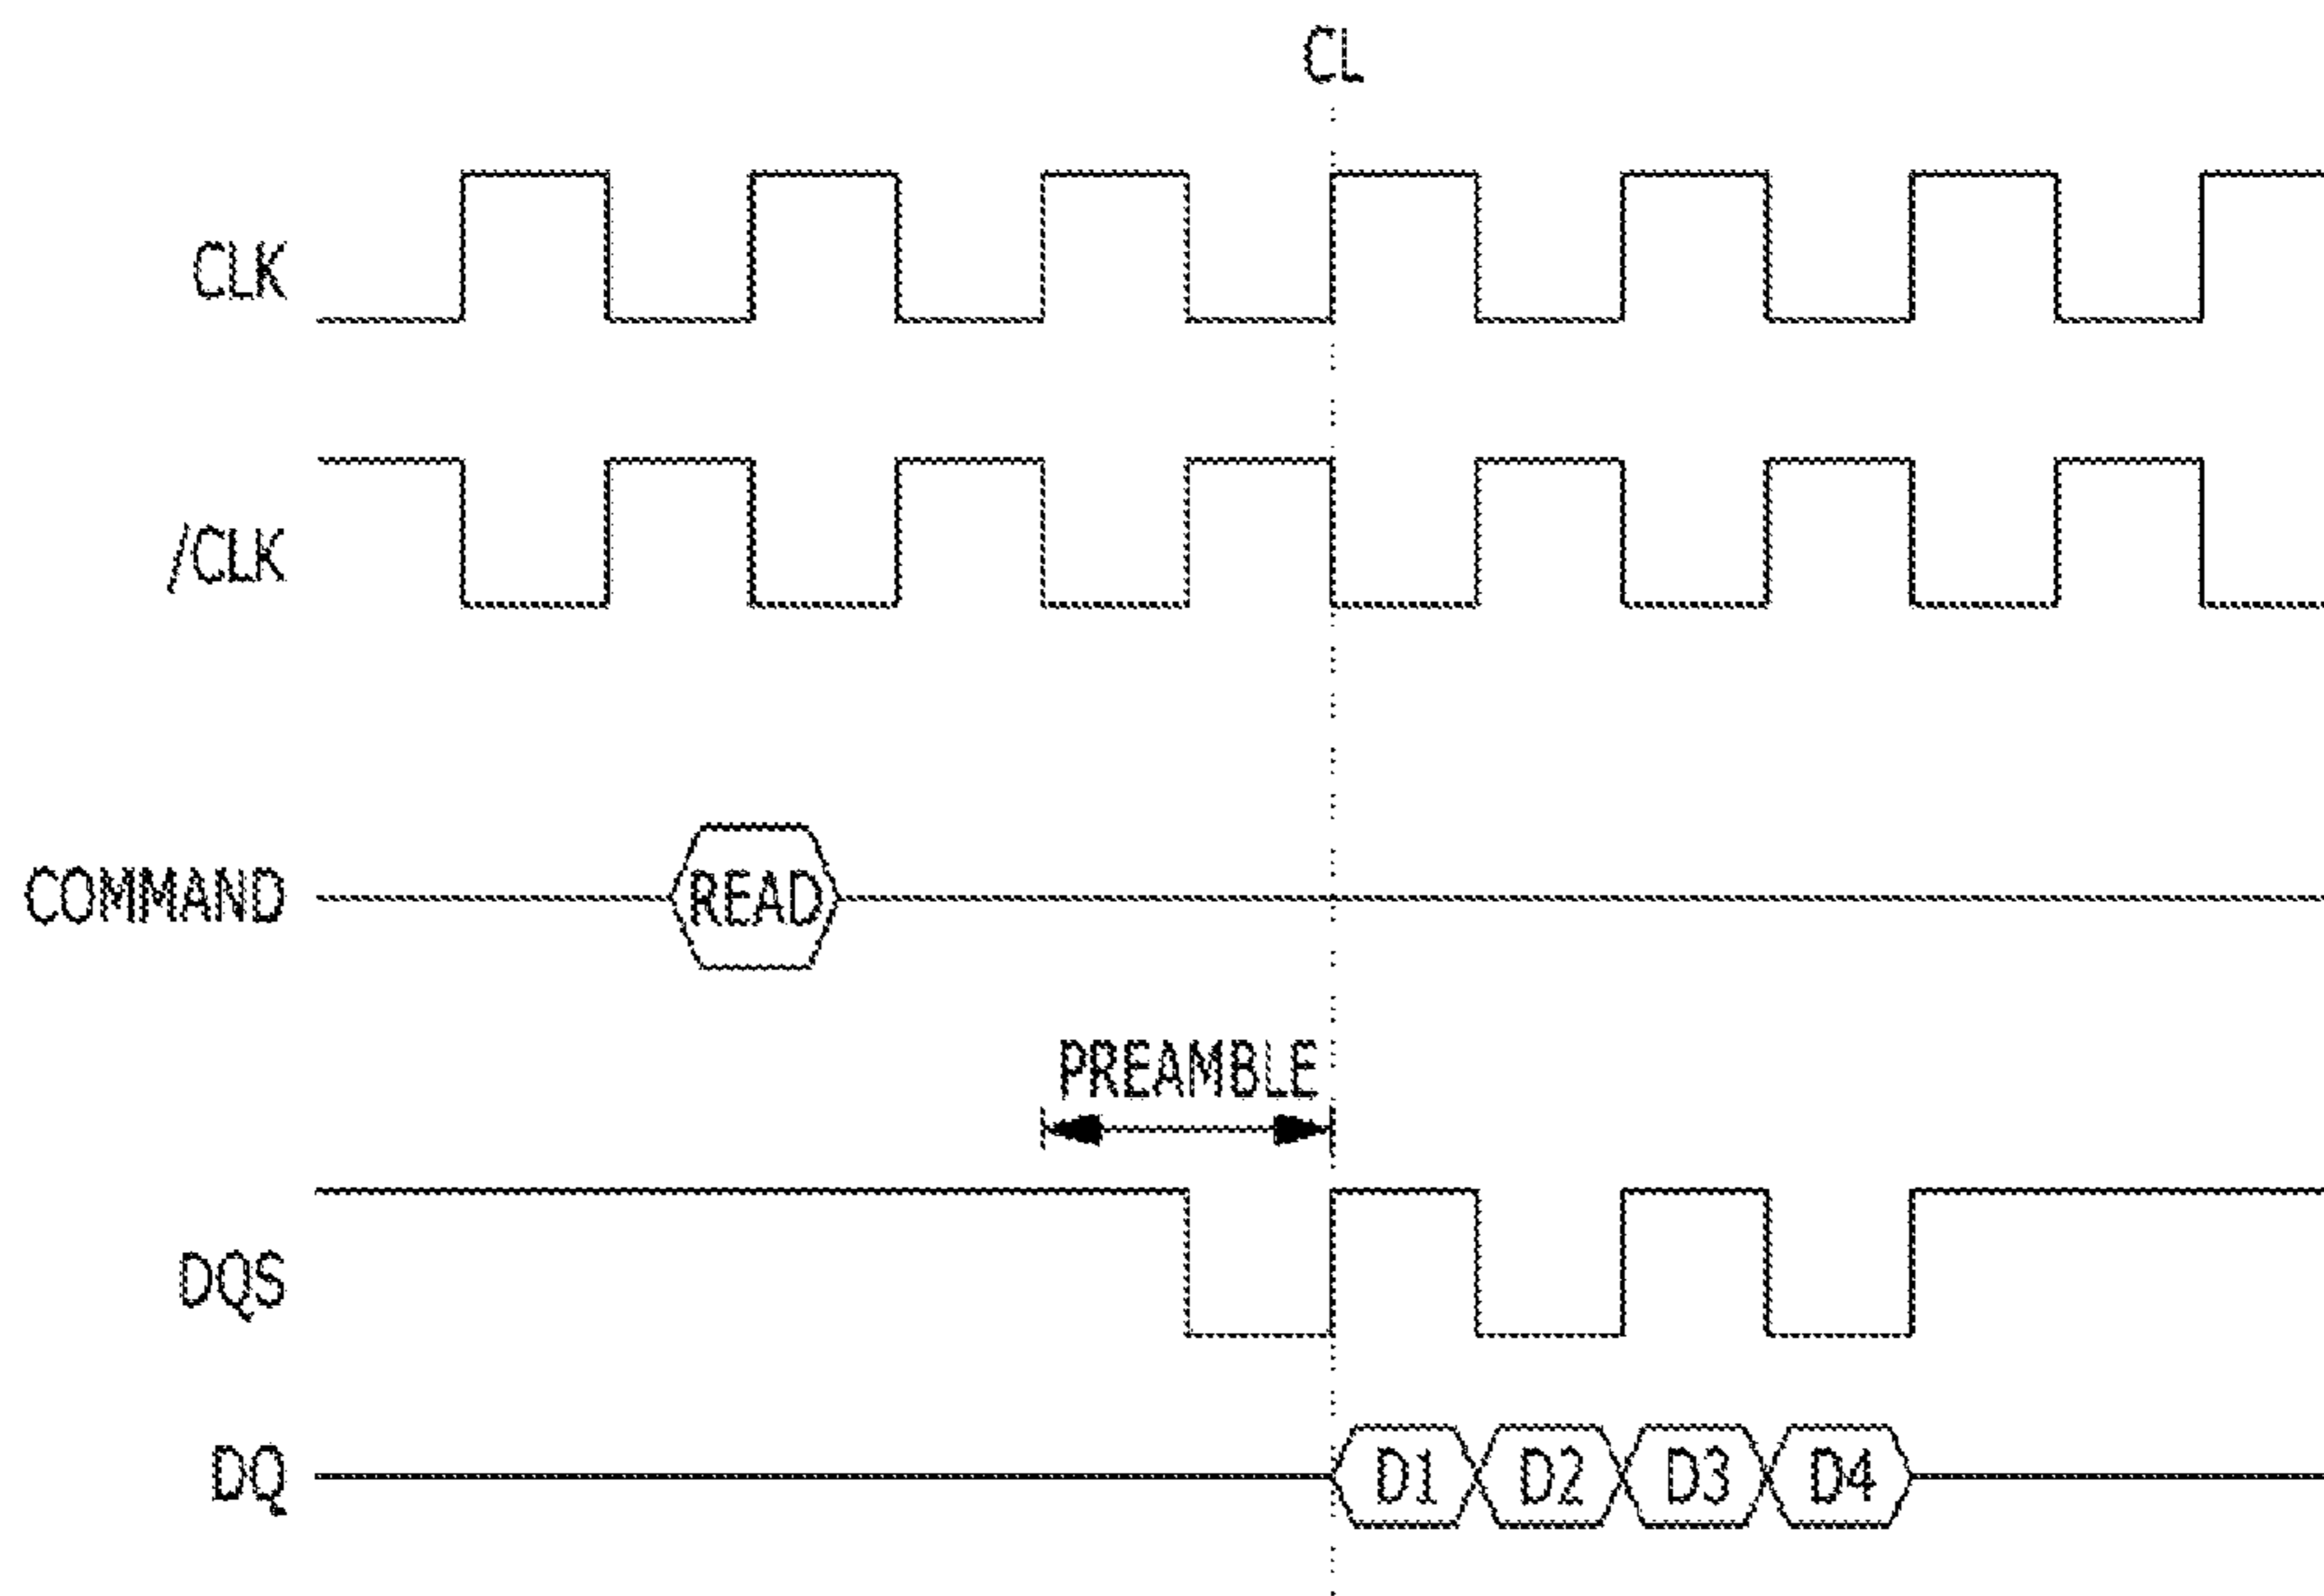 CL
CLK
/CLK
COMMAND READ
PREAMBLE
DQS
DQ D1 D2 D3 D4